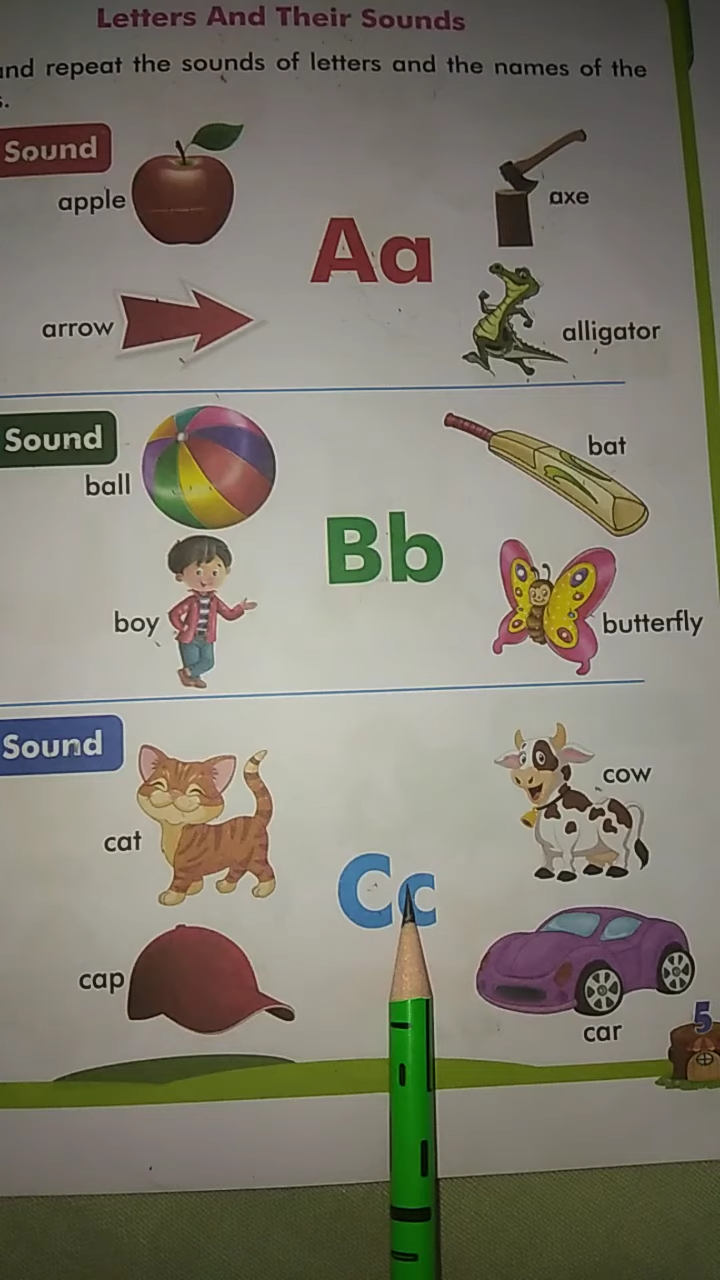 Letters And Their Sounds
and repeat the sounds of letters and the names of the
Sound
apple
axe
Aa
arrow
alligator
Sound
ball
bat
Bb
boy
butterfly
Sound
cat
cow
Cc
cap
car
5